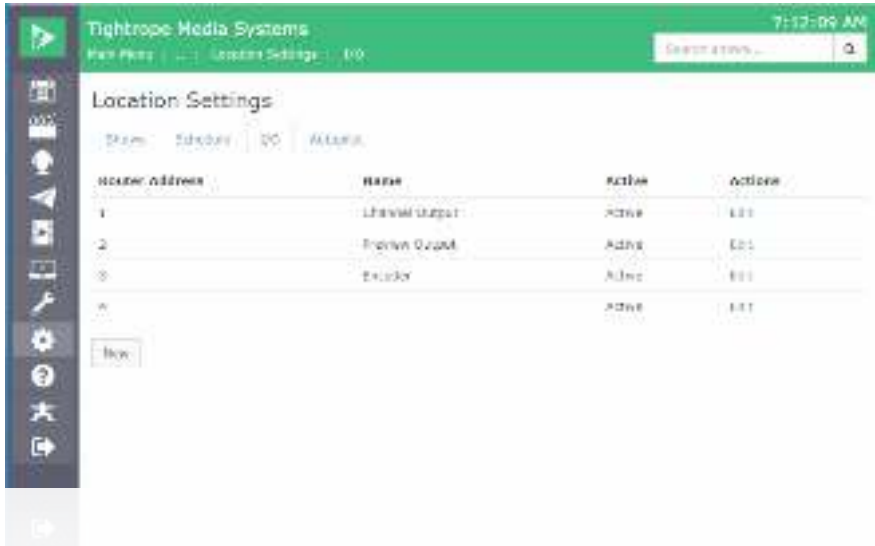 7:12:09 AM
Tightrope Media Systems
Main Menu | ... | Location Settings | I/O
Search shows...
Location Settings
Shows Schedule I/O Autopilot
Router Address Name Active Actions
1 Channel Output Active Edit
2 Preview Output Active Edit
3 Encoder Active Edit
4 Active Edit
New